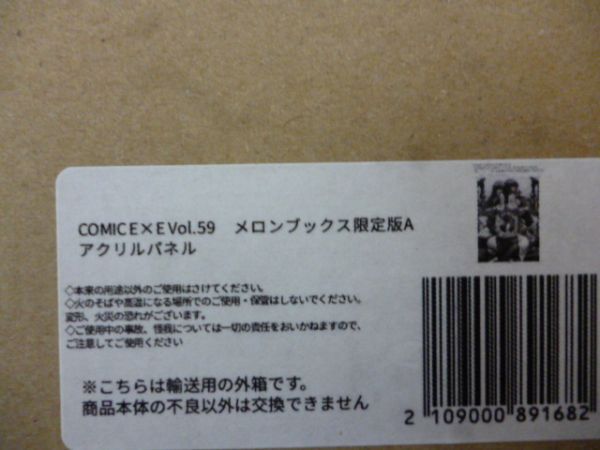 COMIC E×E Vol.59　メロンブックス限定版A
アクリルパネル
◇本来の用途以外のご使用はさけてください。
◇火のそばや高温になる場所でのご使用・保管はしないでください。
変形、火災の恐れがございます。
◇ご使用中の事故、怪我については一切の責任をおいかねますので、
ご注意してご使用ください
※こちらは輸送用の外箱です。
商品本体の不良以外は交換できません
2 109000 891682